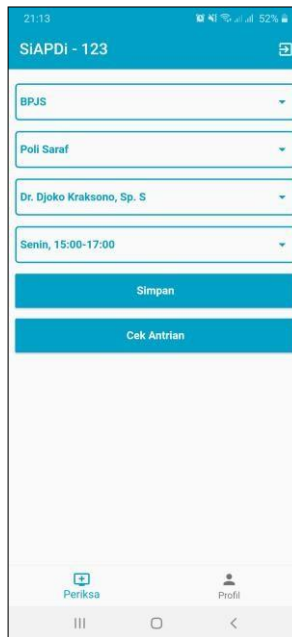 21:13
52%
SiAPDi - 123
BPJS
Poli Saraf
Dr. Djoko Kraksono, Sp. S
Senin, 15:00-17:00
Simpan
Cek Antrian
Periksa
Profil